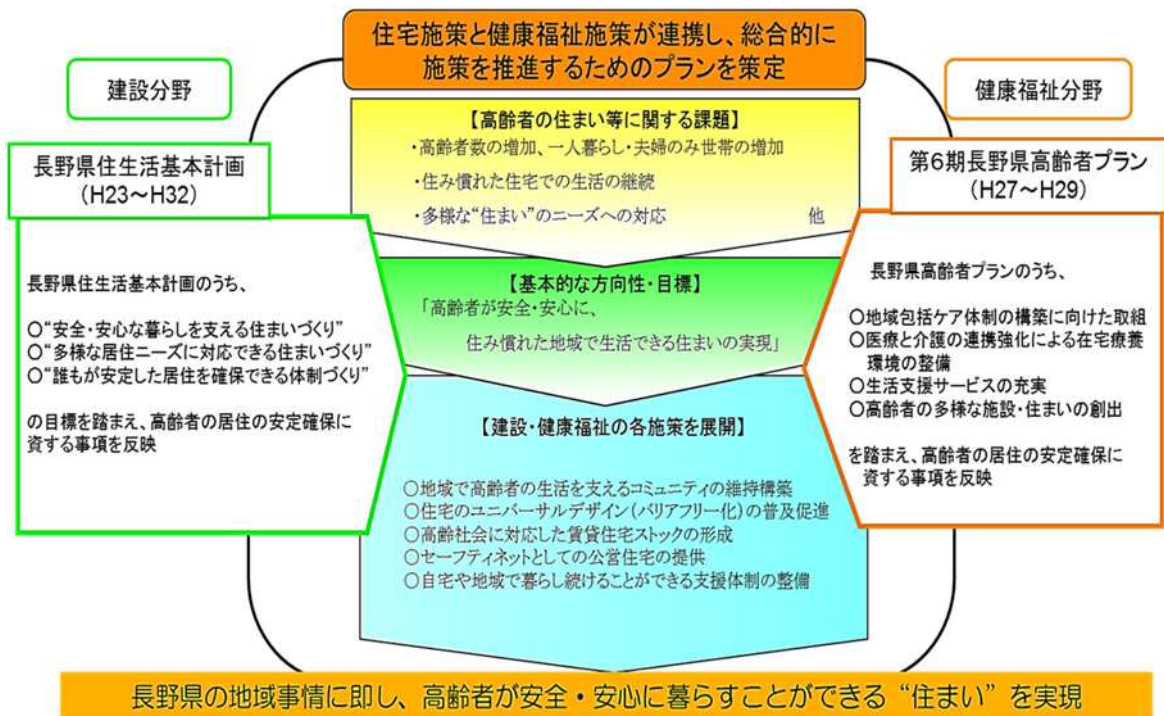 住宅施策と健康福祉施策が連携し、総合的に
施策を推進するためのプランを策定
建設分野
長野県住生活基本計画
(H23～H32)
長野県住生活基本計画のうち、
○“安全・安心な暮らしを支える住まいづくり”
○“多様な居住ニーズに対応できる住まいづくり”
○“誰もが安定した居住を確保できる体制づくり”
の目標を踏まえ、高齢者の居住の安定確保に
資する事項を反映
【高齢者の住まい等に関する課題】
・高齢者数の増加、一人暮らし・夫婦のみ世帯の増加
・住み慣れた住宅での生活の継続
・多様な“住まい”のニーズへの対応 他
【基本的な方向性・目標】
「高齢者が安全・安心に、
住み慣れた地域で生活できる住まいの実現」
【建設・健康福祉の各施策を展開】
○地域で高齢者の生活を支えるコミュニティの維持構築
○住宅のユニバーサルデザイン(バリアフリー化)の普及促進
○高齢社会に対応した賃貸住宅ストックの形成
○セーフティネットとしての公営住宅の提供
○自宅や地域で暮らし続けることができる支援体制の整備
健康福祉分野
第6期長野県高齢者プラン
(H27～H29)
長野県高齢者プランのうち、
○地域包括ケア体制の構築に向けた取組
○医療と介護の連携強化による在宅療養
環境の整備
○生活支援サービスの充実
○高齢者の多様な施設・住まいの創出
を踏まえ、高齢者の居住の安定確保に
資する事項を反映
長野県の地域事情に即し、高齢者が安全・安心に暮らすことができる“住まい”を実現